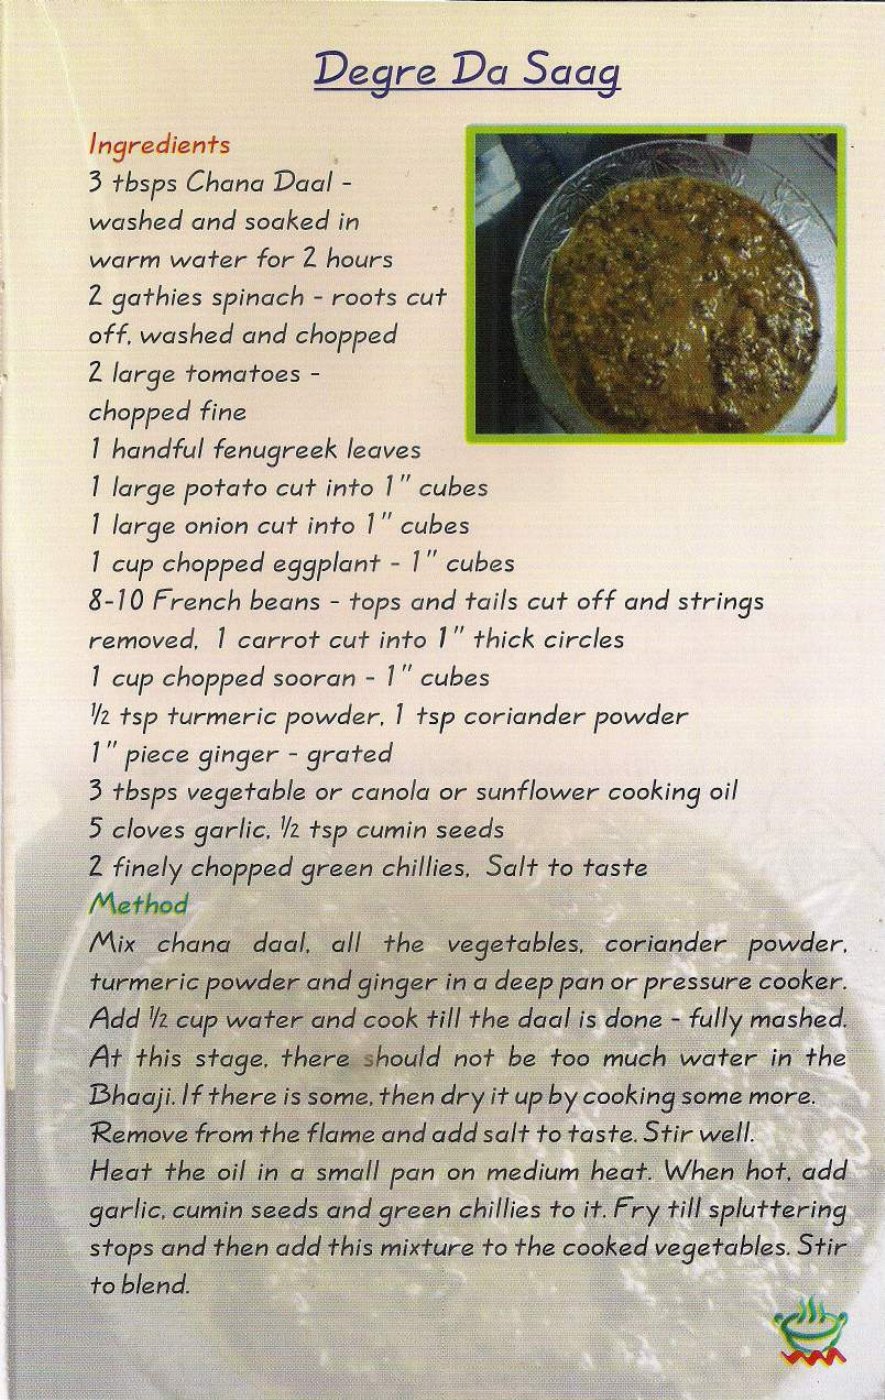 Degre Da Saag
Ingredients
3 tbsps Chana Daal -
washed and soaked in
warm water for 2 hours
2 gathies spinach - roots cut
off, washed and chopped
2 large tomatoes -
chopped fine
1 handful fenugreek leaves
1 large potato cut into 1" cubes
1 large onion cut into 1" cubes
1 cup chopped eggplant - 1" cubes
8-10 French beans - tops and tails cut off and strings
removed, 1 carrot cut into 1" thick circles
1 cup chopped sooran - 1" cubes
½ tsp turmeric powder, 1 tsp coriander powder
1" piece ginger - grated
3 tbsps vegetable or canola or sunflower cooking oil
5 cloves garlic, ½ tsp cumin seeds
2 finely chopped green chillies, Salt to taste
Method
Mix chana daal, all the vegetables, coriander powder,
turmeric powder and ginger in a deep pan or pressure cooker.
Add ½ cup water and cook till the daal is done - fully mashed.
At this stage, there should not be too much water in the
Bhaaji. If there is some, then dry it up by cooking some more.
Remove from the flame and add salt to taste. Stir well.
Heat the oil in a small pan on medium heat. When hot, add
garlic, cumin seeds and green chillies to it. Fry till spluttering
stops and then add this mixture to the cooked vegetables. Stir
to blend.